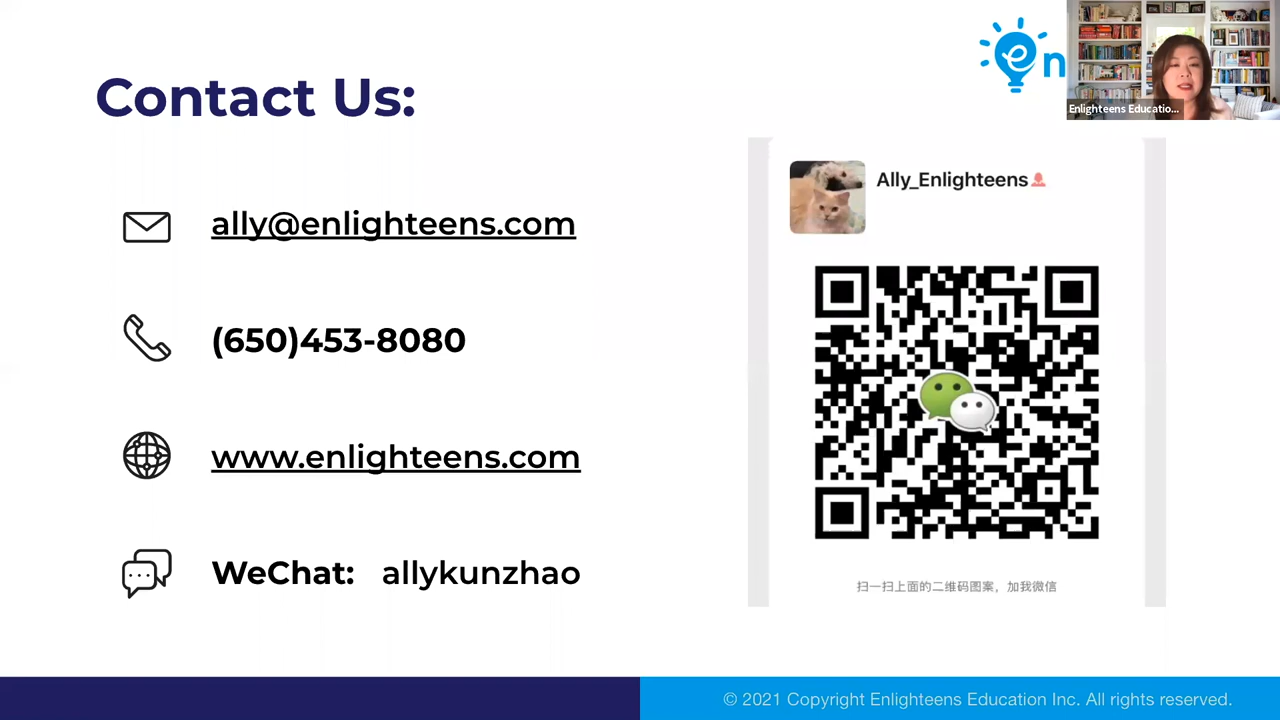 Contact Us:
ally@enlighteens.com
(650)453-8080
www.enlighteens.com
WeChat: allykunzhao
en
Enlighteens Educatio...
Ally_Enlighteens
扫一扫上面的二维码图案，加我微信
© 2021 Copyright Enlighteens Education Inc. All rights reserved.